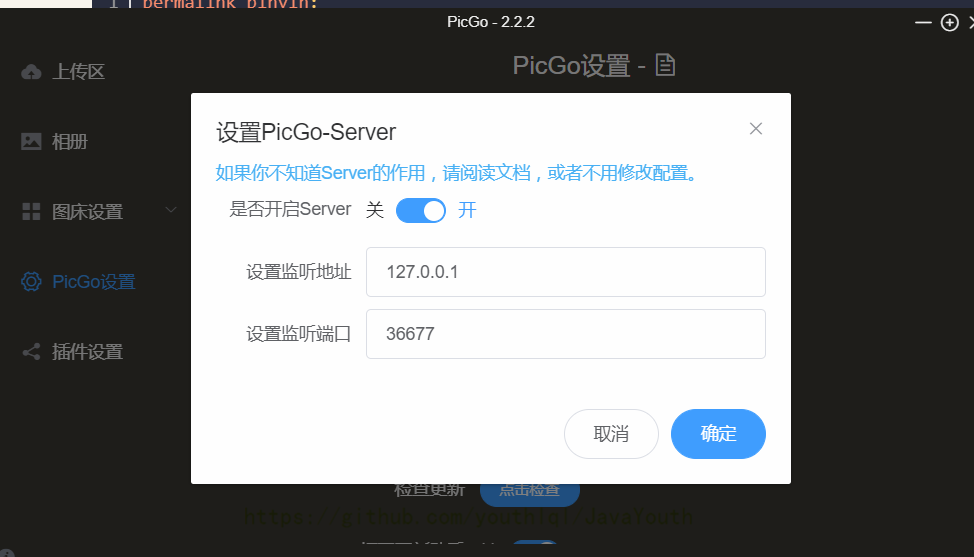 1 permalink_pinyin:
PicGo - 2.2.2
上传区
PicGo设置 -
相册
图床设置
PicGo设置
插件设置
设置PicGo-Server
如果你不知道Server的作用，请阅读文档，或者不用修改配置。
是否开启Server 关 开
设置监听地址 127.0.0.1
设置监听端口 36677
取消 确定
检查更新 点击检查
https://github.com/youthlql/JavaYouth